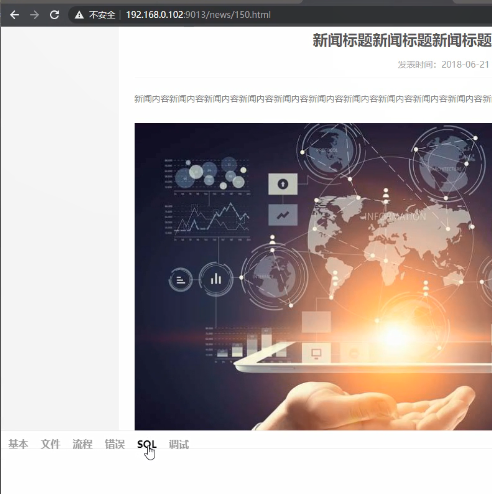 不安全 | 192.168.0.102:9013/news/150.html
新闻标题新闻标题新闻标题
发表时间：2018-06-21
新闻内容新闻内容新闻内容新闻内容新闻内容新闻内容新闻内容新闻内容新闻内容新闻内容新
INFORMATION
基本 文件 流程 错误 SQL 调试